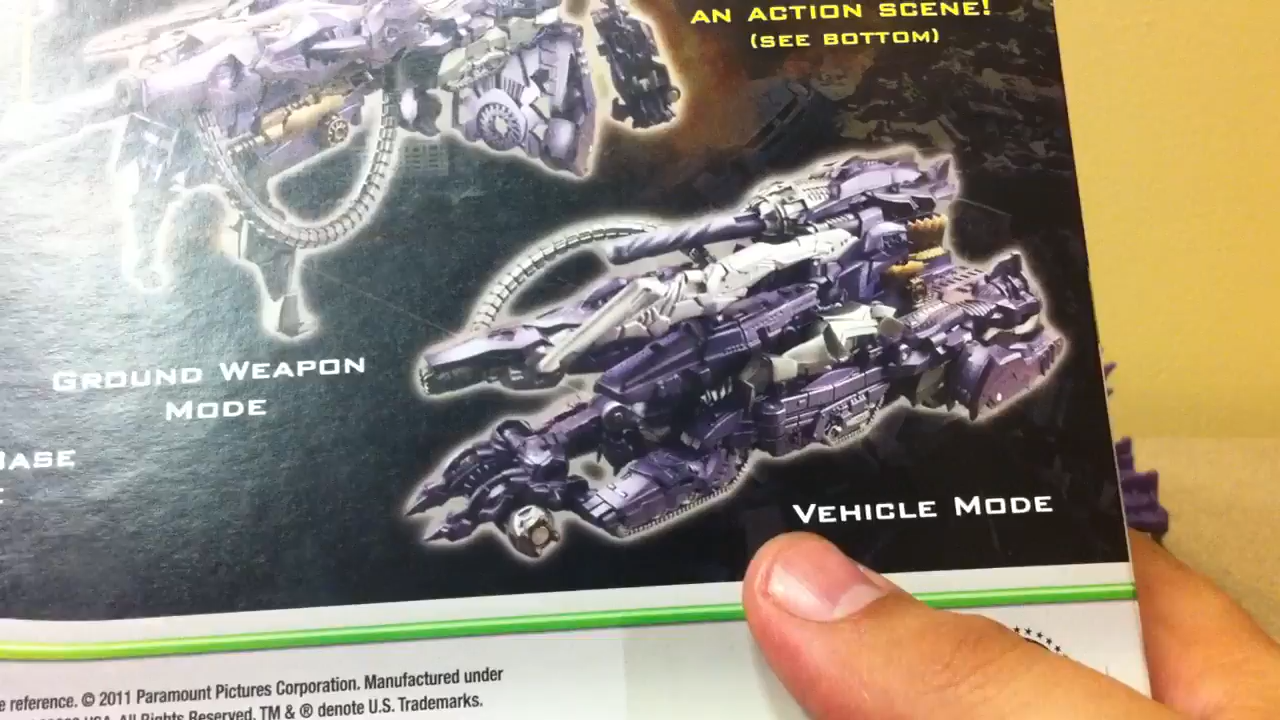 AN ACTION SCENE!
(SEE BOTTOM)
GROUND WEAPON
MODE
VEHICLE MODE
reference. © 2011 Paramount Pictures Corporation. Manufactured under
USA. All Rights Reserved. TM & ® denote U.S. Trademarks.